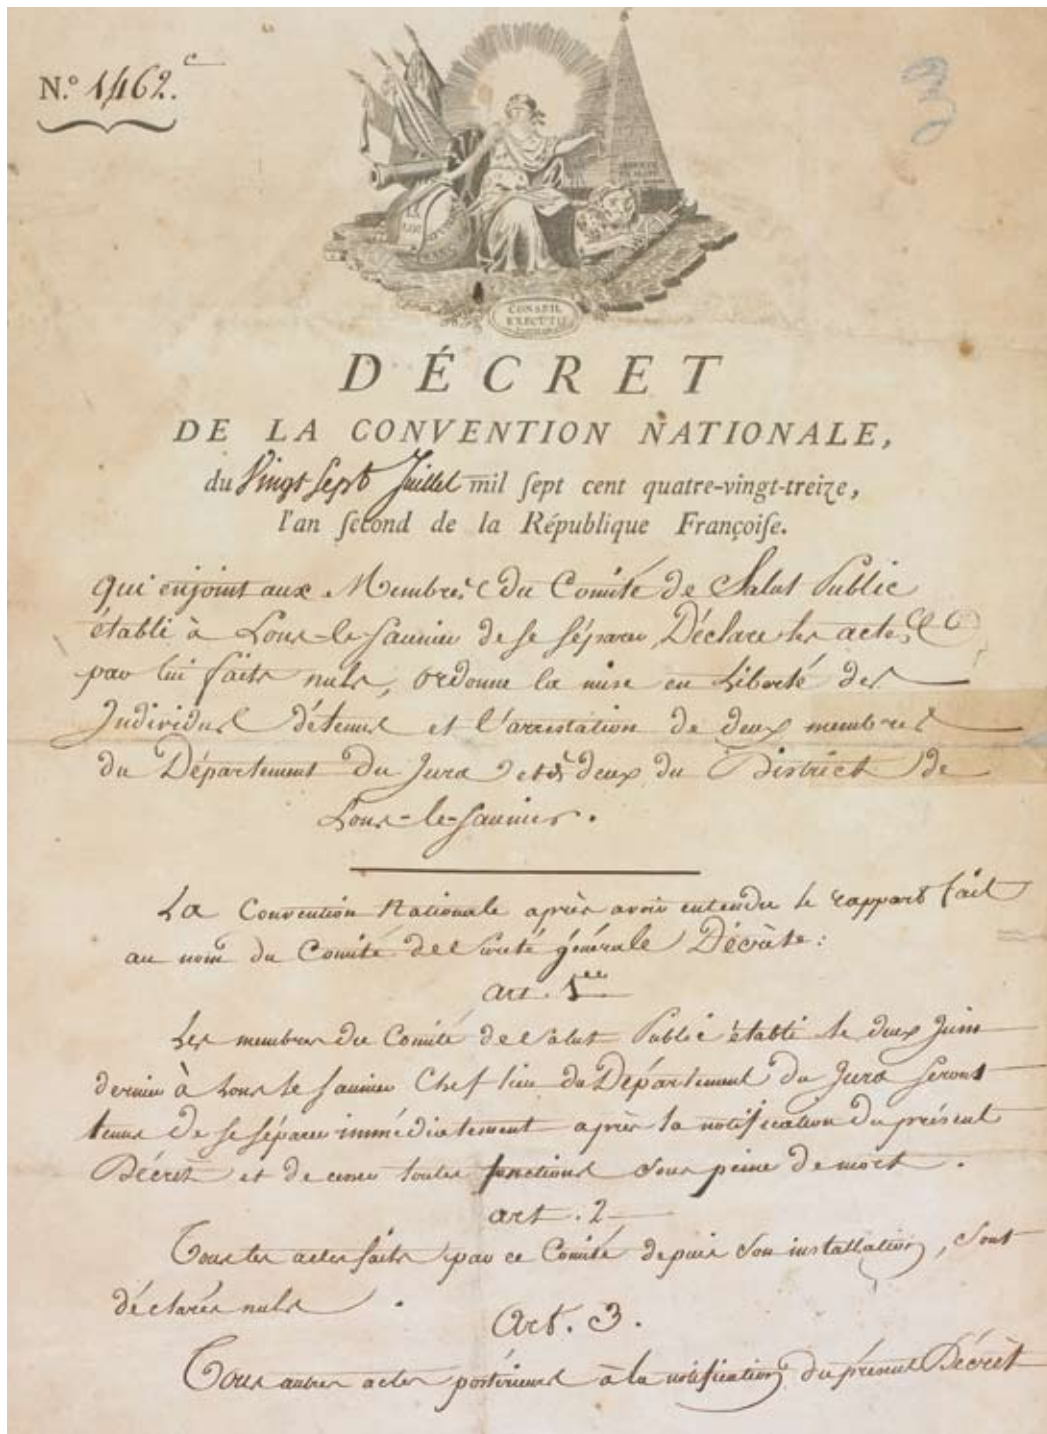 N.º 1462.e
3
CONSEIL
EXECUTIF
DÉCRET
DE LA CONVENTION NATIONALE,
du Vingt Sept Juillet mil ſept cent quatre-vingt-treize,
l'an ſecond de la République Françoiſe.
qui enjoint aux Membres du Comité de Salut Public
établi à Lons-le-Saunier de se séparer, Déclare les actes
par lui faits nuls, ordonne la mise en Liberté des
Individus détenus et l'arrestation de deux membres
du Département du Jura et de deux du District de
Lons-le-Saunier.
La Convention Nationale après avoir entendu le rapport fait
au nom du Comité de Sureté générale Décrète :
art. 1er
Les membres du Comité de Salut Public établi le deux Juin
dernier à Lons le Saunier Chef lieu du Département du Jura seront
tenus de se séparer immédiatement après la notification du présent
Décret et de cesser toutes fonctions sous peine de mort.
art. 2
Tous les actes faits par ce Comité depuis son installation, sont
déclarés nuls.
Art. 3.
Tous autres actes postérieurs à la notification du présent Décrèt